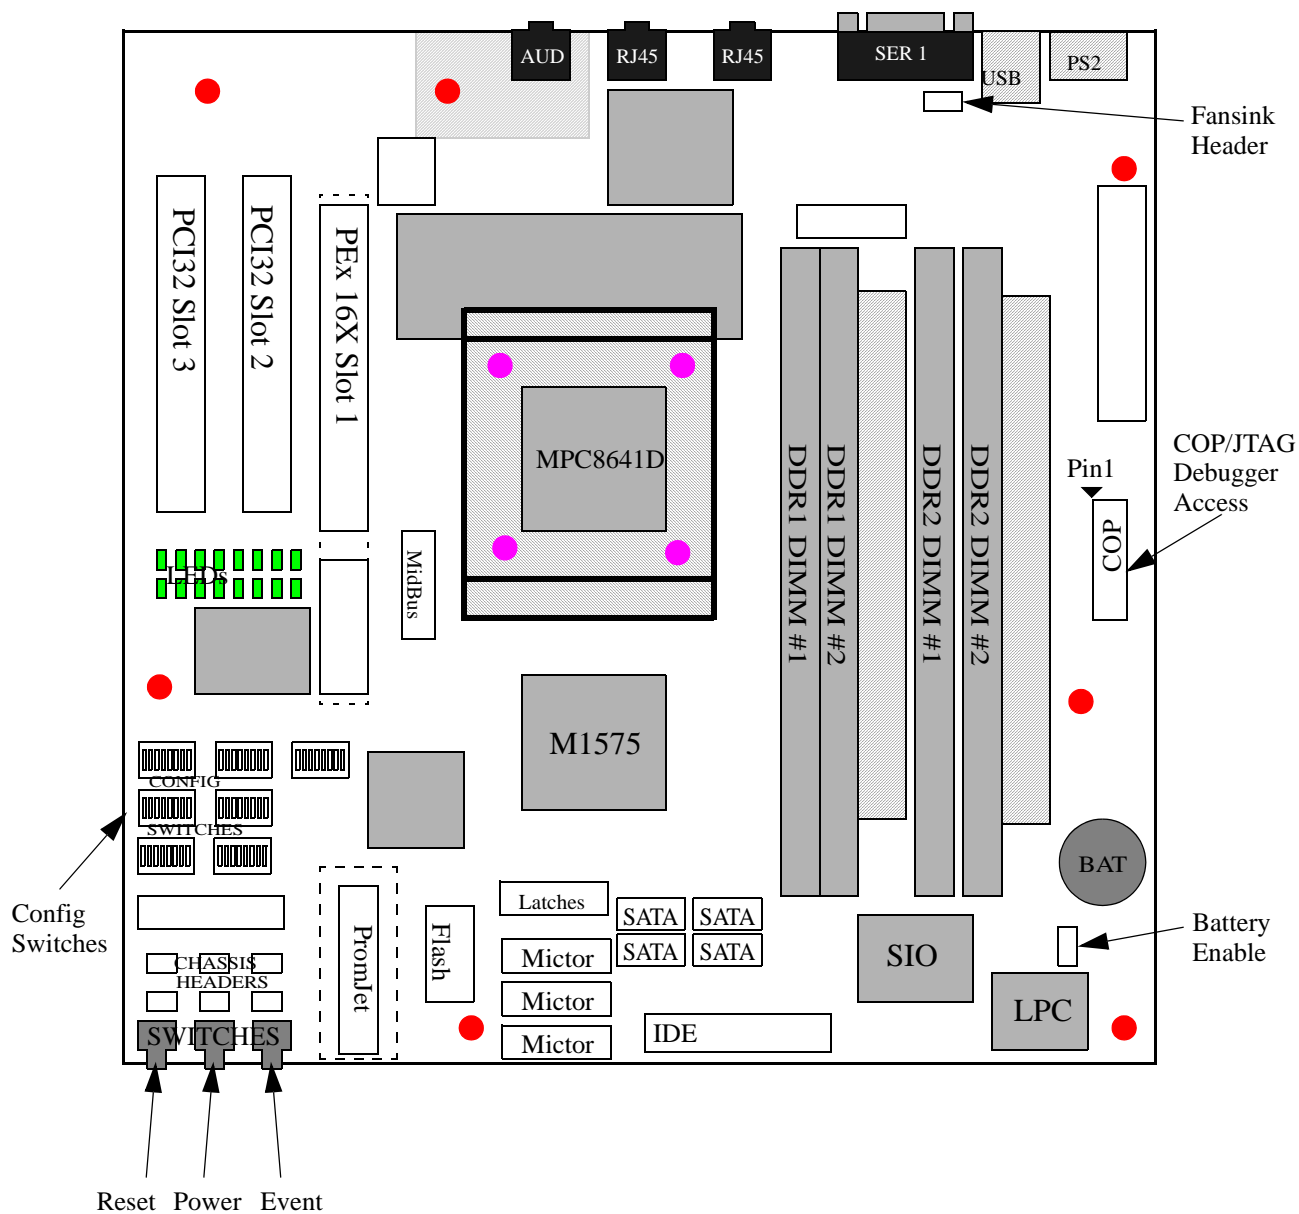 AUD
RJ45
RJ45
SER 1
USB
PS2
Fansink
Header
PCI32 Slot 3
PCI32 Slot 2
PEx 16X Slot 1
MPC8641D
DDR1 DIMM #1
DDR1 DIMM #2
DDR2 DIMM #1
DDR2 DIMM #2
COP/JTAG
Debugger
Access
Pin1
COP
MidBus
LEDs
M1575
CONFIG
SWITCHES
Config
Switches
BAT
Battery
Enable
Latches
SATA
SATA
SATA
SATA
Flash
PromJet
Mictor
Mictor
Mictor
IDE
SIO
LPC
CHASSIS
HEADERS
SWITCHES
Reset
Power
Event